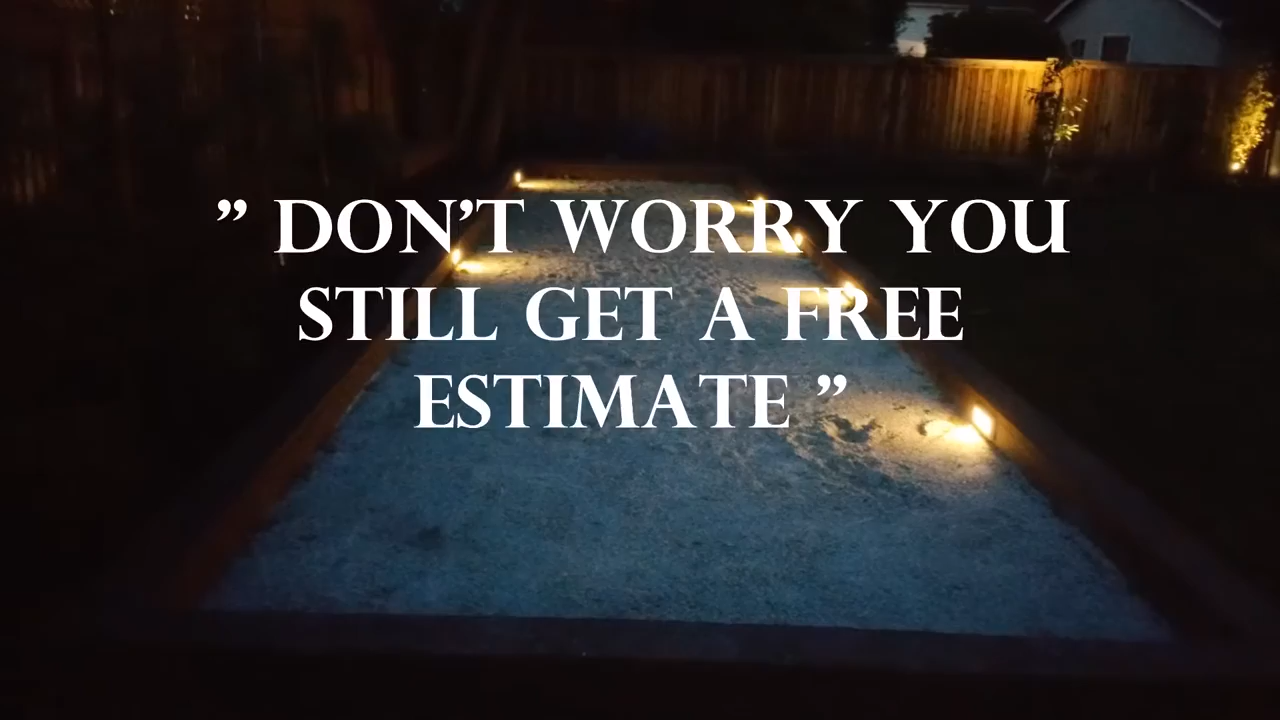 ” DON’T WORRY YOU
STILL GET A FREE
ESTIMATE ”